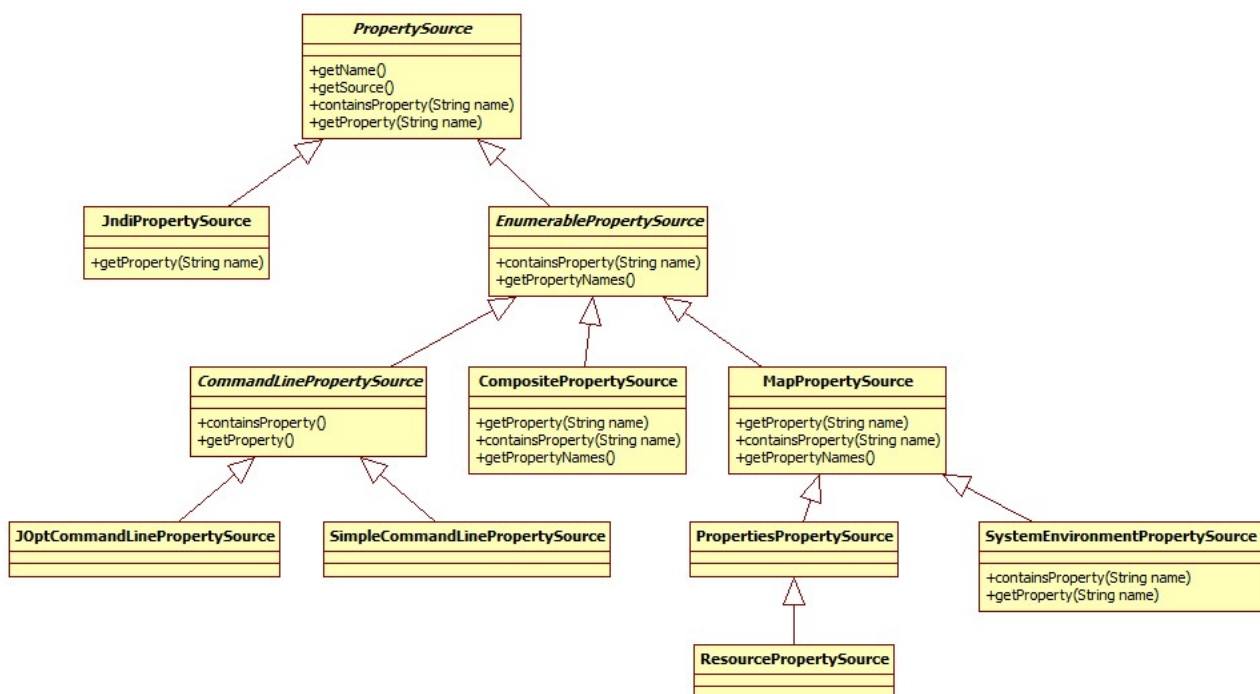 PropertySource
+getName()
+getSource()
+containsProperty(String name)
+getProperty(String name)
JndiPropertySource
+getProperty(String name)
EnumerablePropertySource
+containsProperty(String name)
+getPropertyNames()
CommandLinePropertySource
+containsProperty()
+getProperty()
CompositePropertySource
+getProperty(String name)
+containsProperty(String name)
+getPropertyNames()
MapPropertySource
+getProperty(String name)
+containsProperty(String name)
+getPropertyNames()
JOptCommandLinePropertySource
SimpleCommandLinePropertySource
PropertiesPropertySource
SystemEnvironmentPropertySource
+containsProperty(String name)
+getProperty(String name)
ResourcePropertySource